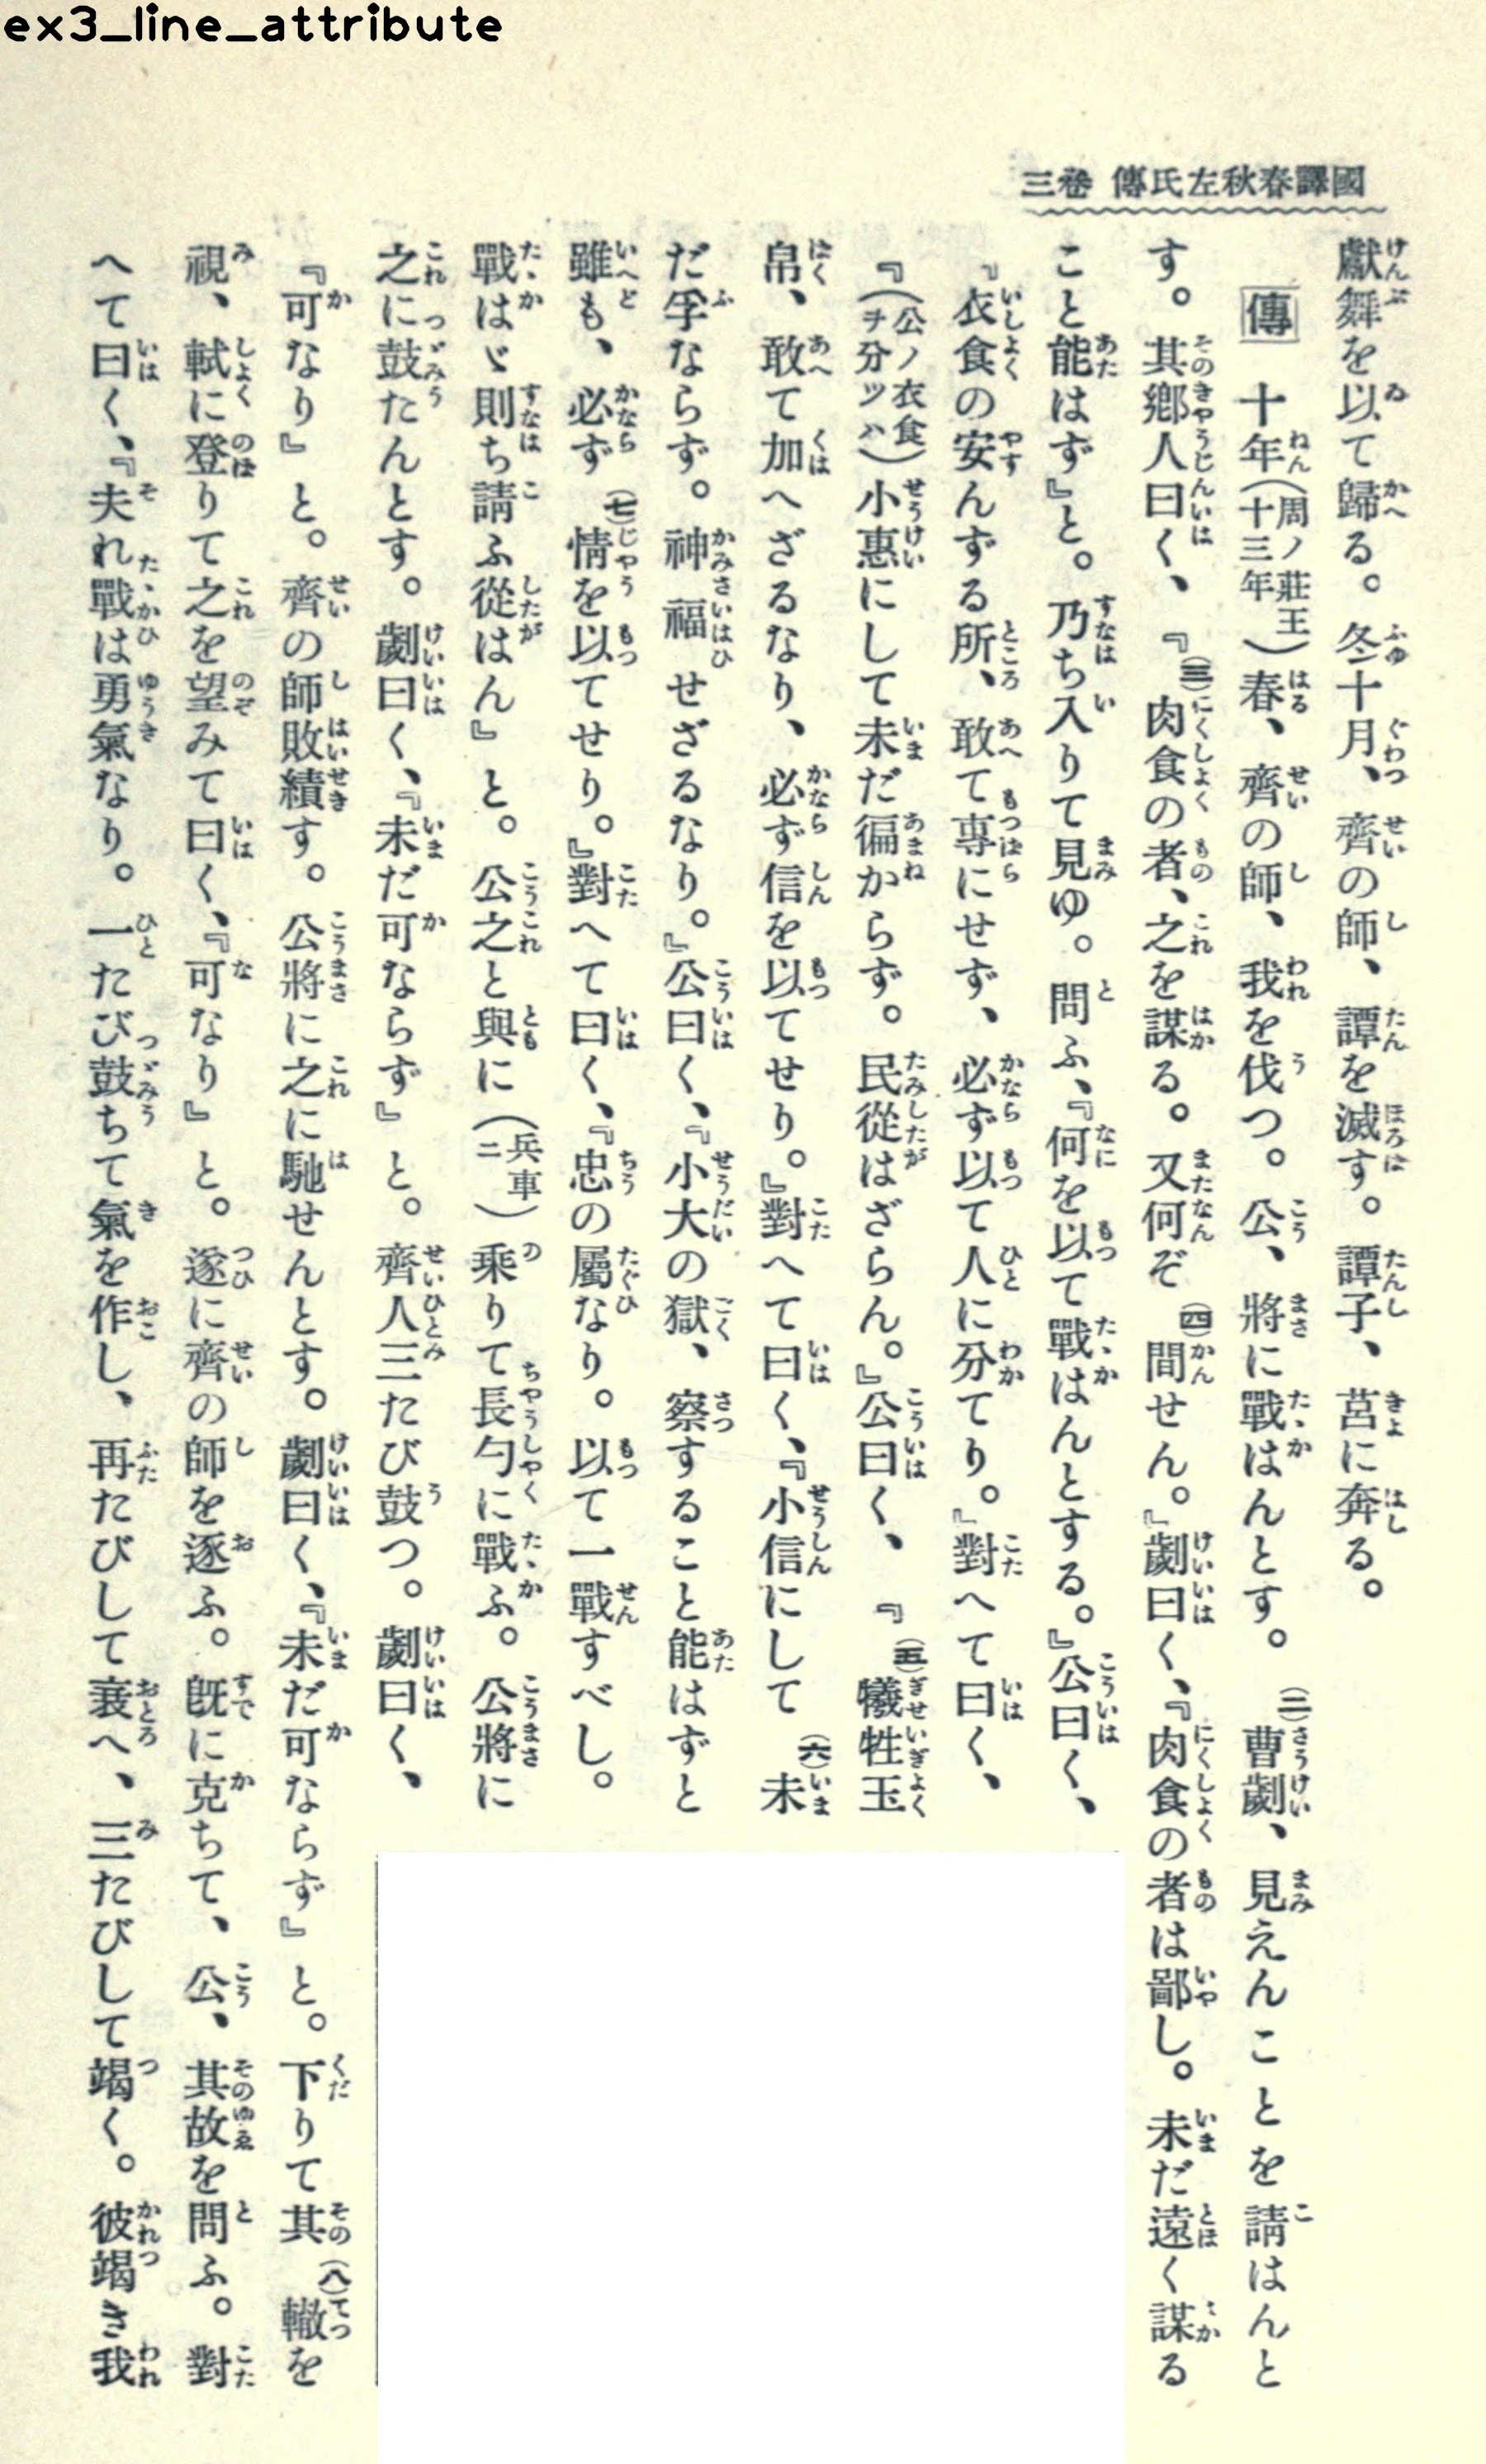 ex3_line_attribute
國譯春秋左氏傳 卷三
獻舞を以て歸る。冬十月、齊の師、譚を滅す。譚子、莒に奔る。
傳 十年(周ノ莊王十三年)春、齊の師、我を伐つ。公、將に戰はんとす。(二)曹劌、見えんことを請はんと
す。其鄕人曰く、『(三)肉食の者、之を謀る。又何ぞ(四)間せん。』劌曰く、『肉食の者は鄙し。未だ遠く謀る
こと能はず』と。乃ち入りて見ゆ。問ふ、『何を以て戰はんとする。』公曰く、
『衣食の安んずる所、敢て專にせず、必ず以て人に分てり。』對へて曰く、
『(公ノ衣食チ分ツハ)小惠にして未だ徧からず。民從はざらん。』公曰く、『(五)犧牲玉
帛、敢て加へざるなり、必ず信を以てせり。』對へて曰く、『小信にして(六)未
だ孚ならず。神福せざるなり。』公曰く、『小大の獄、察すること能はずと
雖も、必ず(七)情を以てせり。』對へて曰く、『忠の屬なり。以て一戰すべし。
戰はゞ則ち請ふ從はん』と。公之と與に(兵車ニ)乘りて長勺に戰ふ。公將に
之に鼓たんとす。劌曰く、『未だ可ならず』と。齊人三たび鼓つ。劌曰く、
『可なり』と。齊の師敗績す。公將に之に馳せんとす。劌曰く、『未だ可ならず』と。下りて其(八)轍を
視、軾に登りて之を望みて曰く、『可なり』と。遂に齊の師を逐ふ。旣に克ちて、公、其故を問ふ。對
へて曰く、『夫れ戰は勇氣なり。一たび鼓ちて氣を作し、再たびして衰へ、三たびして竭く。彼竭き我